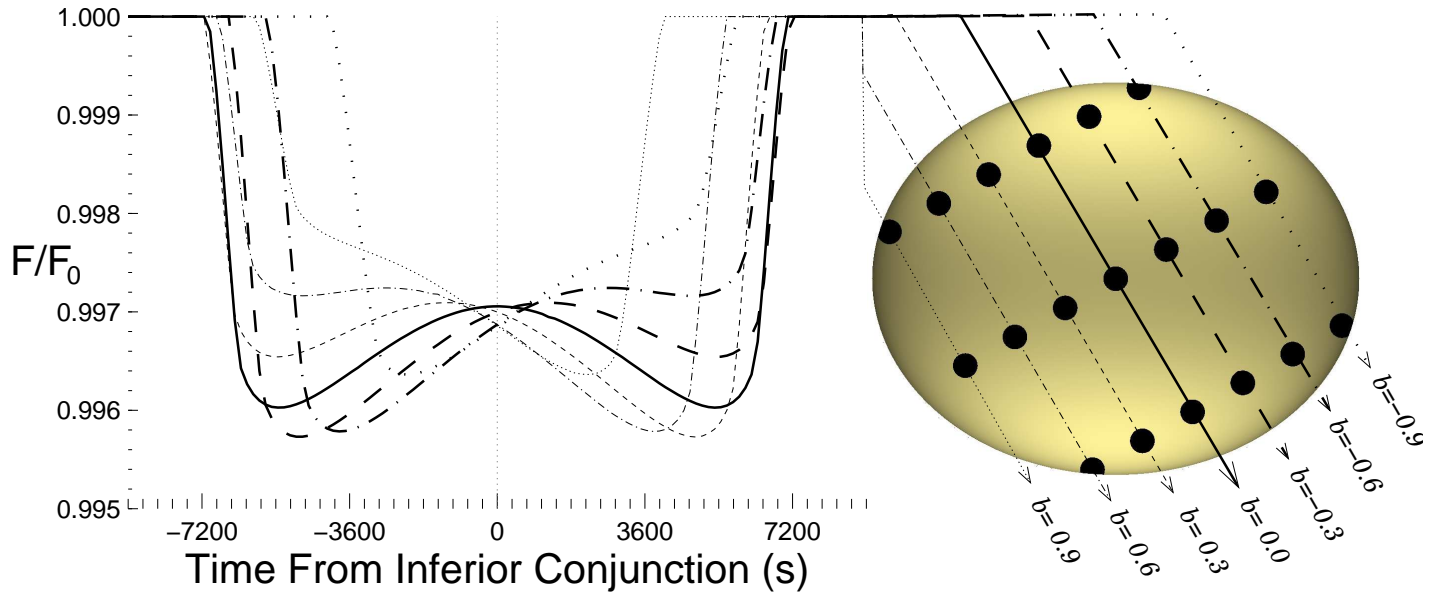 1.000
0.999
0.998
F/F0
0.997
0.996
0.995
−7200 −3600 0 3600 7200
Time From Inferior Conjunction (s)
b=−0.9
b=−0.6
b=−0.3
b=0.0
b=0.3
b=0.6
b=0.9